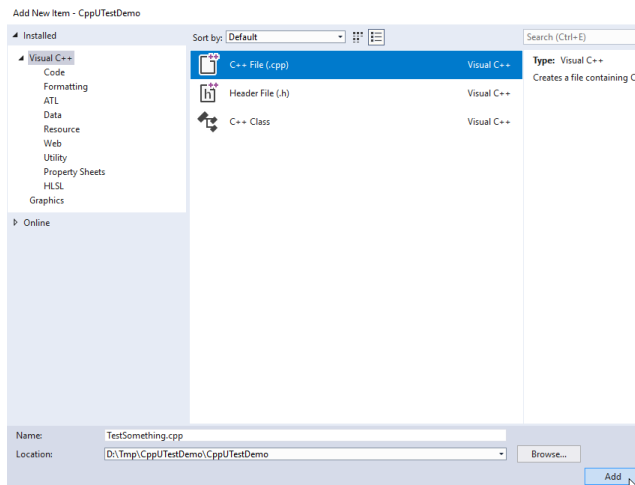 Add New Item - CppUTestDemo
Installed
Sort by: Default
Search (Ctrl+E)
Visual C++
Code
Formatting
ATL
Data
Resource
Web
Utility
Property Sheets
HLSL
Graphics
Online
C++ File (.cpp) Visual C++
Header File (.h) Visual C++
C++ Class Visual C++
Type: Visual C++
Creates a file containing C
Name: TestSomething.cpp
Location: D:\Tmp\CppUTestDemo\CppUTestDemo
Browse...
Add